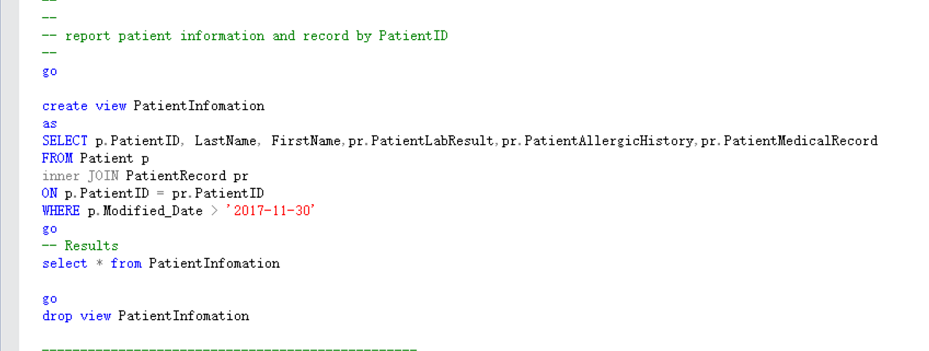 --
--
-- report patient information and record by PatientID
--
go
create view PatientInfomation
as
SELECT p.PatientID, LastName, FirstName,pr.PatientLabResult,pr.PatientAllergicHistory,pr.PatientMedicalRecord
FROM Patient p
inner JOIN PatientRecord pr
ON p.PatientID = pr.PatientID
WHERE p.Modified_Date > '2017-11-30'
go
-- Results
select * from PatientInfomation
go
drop view PatientInfomation
-------------------------------------------------